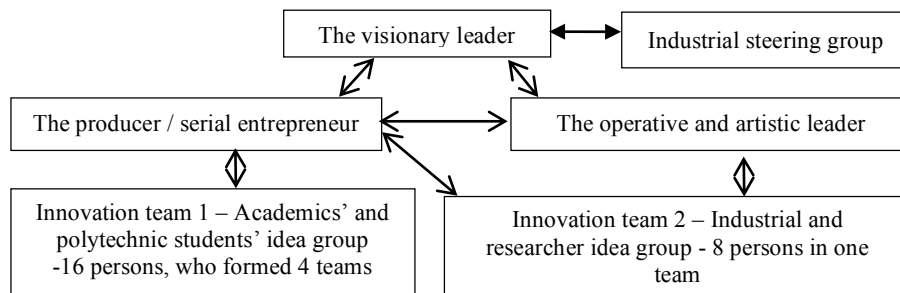 The visionary leader
Industrial steering group
The producer / serial entrepreneur
The operative and artistic leader
Innovation team 1 – Academics’ and
polytechnic students’ idea group
-16 persons, who formed 4 teams
Innovation team 2 – Industrial and
researcher idea group - 8 persons in one
team